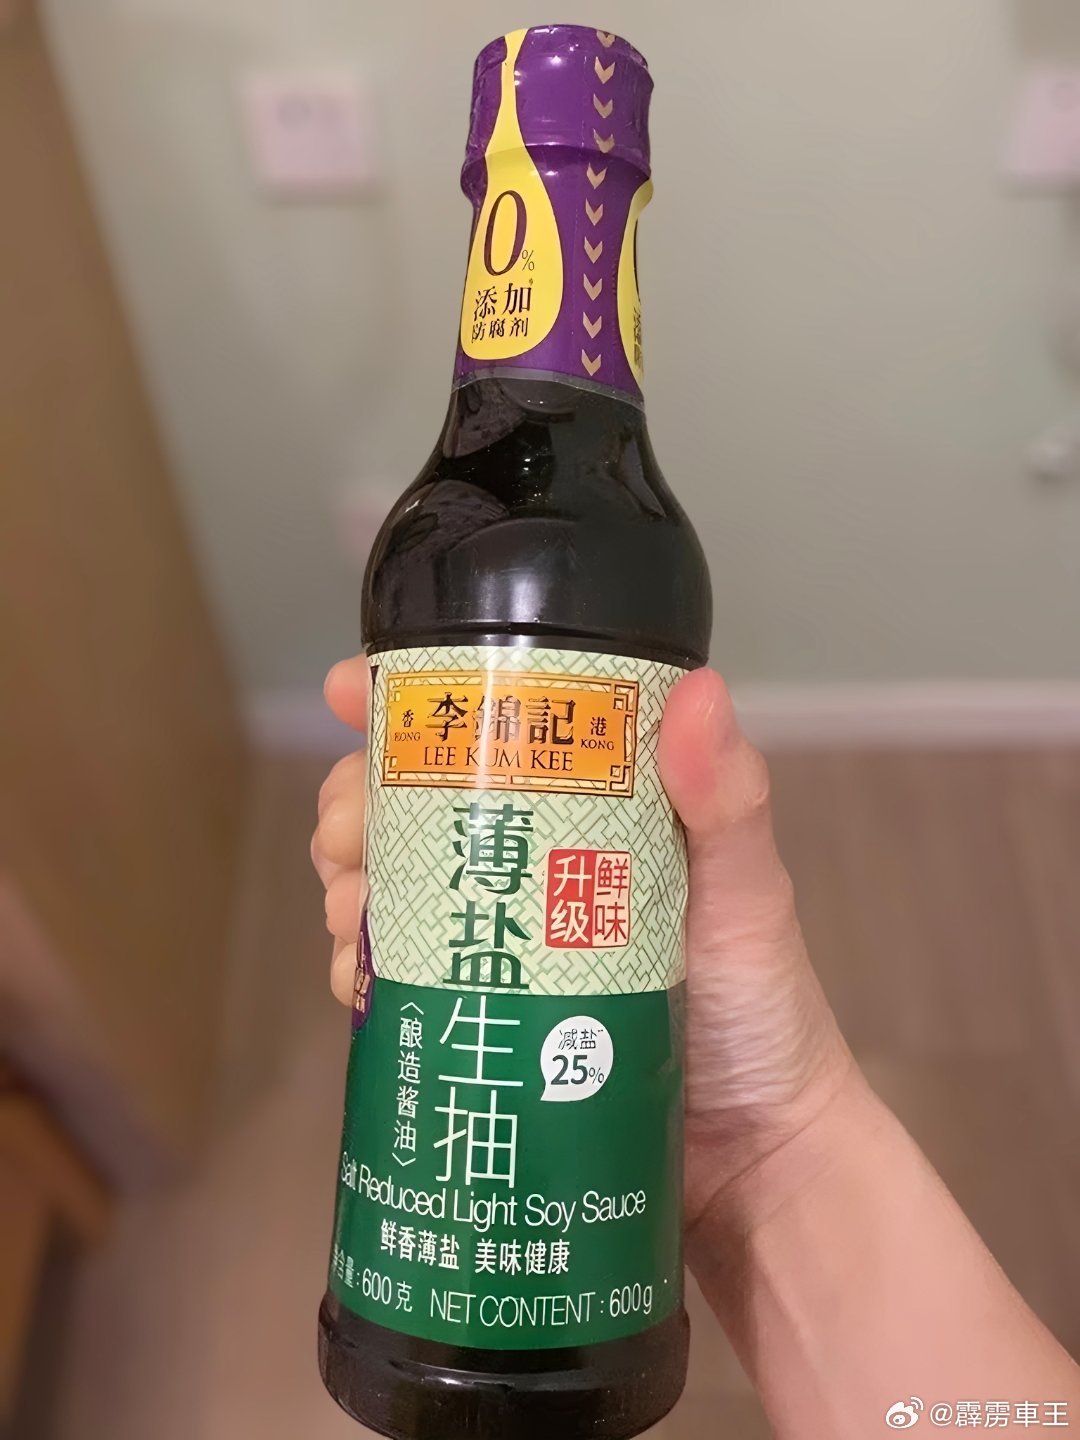 0%
添加
防腐剂
香 李錦記 港
HONG LEE KUM KEE KONG
薄盐
鲜味
升级
生抽
〈酿造酱油〉
减盐
25%
Salt Reduced Light Soy Sauce
鲜香薄盐 美味健康
含量:600克 NET CONTENT:600g
@霹雳車王